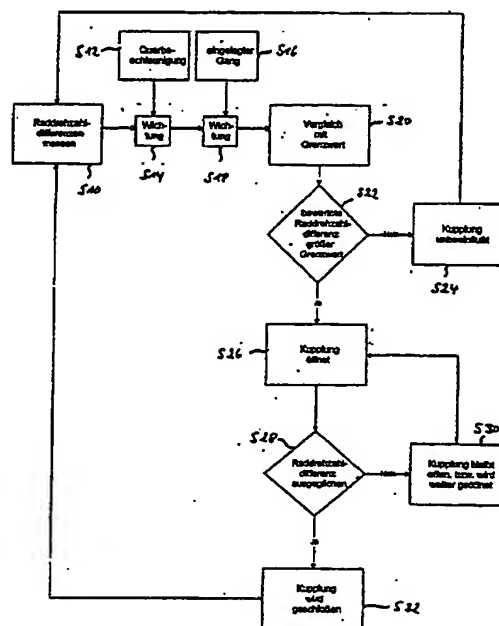 S12
Querbe-
schleunigung
eingelegter
Gang
S16
Raddrehzahl-
differenzen
messen
S10
Wich-
tung
S14
Wich-
tung
S18
Vergleich
mit
Grenzwert
S20
bewertete
Raddrehzahl-
differenz
größer
Grenzwert
S22
Nein
Kupplung
unbeeinflußt
S24
Ja
S26
Kupplung
öffnet
S28
Raddrehzahl-
differenz
ausgeglichen
Nein
S30
Kupplung bleibt
offen, bzw. wird
weiter geöffnet
Ja
Kupplung
wird
geschloßen
S32